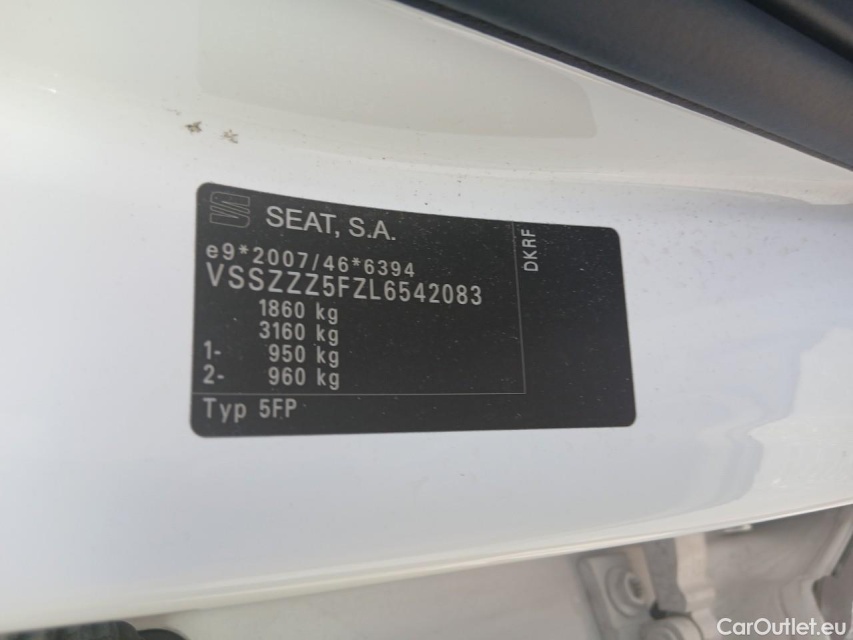 SEAT, S.A.
e9*2007/46*6394
VSSZZZ5FZL6542083
1860 kg
3160 kg
1- 950 kg
2- 960 kg
Typ 5FP
DKRF
CarOutlet.eu